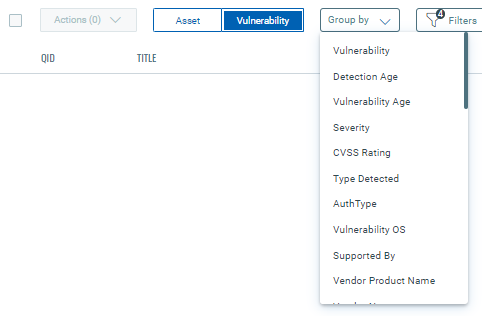 Actions (0)
Asset
Vulnerability
Group by
4
Filters
QID
TITLE
Vulnerability
Detection Age
Vulnerability Age
Severity
CVSS Rating
Type Detected
AuthType
Vulnerability OS
Supported By
Vendor Product Name